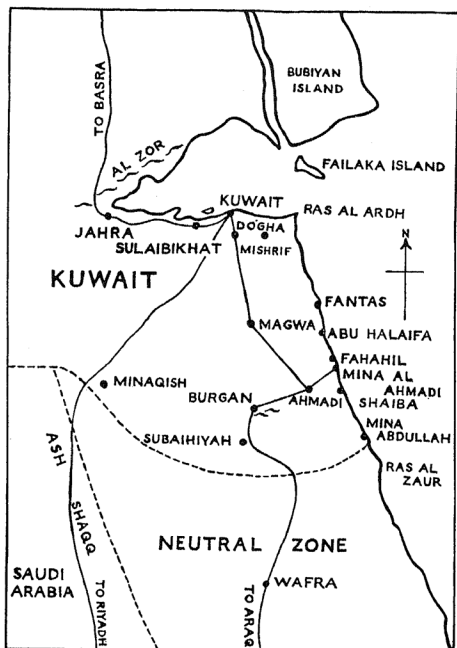 BUBIYAN
ISLAND
TO BASRA
AL ZOR
FAILAKA ISLAND
KUWAIT
RAS AL ARDH
JAHRA
SULAIBIKHAT
DOGHA
MISHRIF
N
KUWAIT
FANTAS
MAGWA
ABU HALAIFA
FAHAHIL
MINA AL
AHMADI
MINAQISH
BURGAN
AHMADI
SHAIBA
SUBAIHIYAH
MINA
ABDULLAH
ASH
SHAQQ
RAS AL
ZAUR
NEUTRAL ZONE
SAUDI
ARABIA
TO RIYADH
WAFRA
TO ARAQ